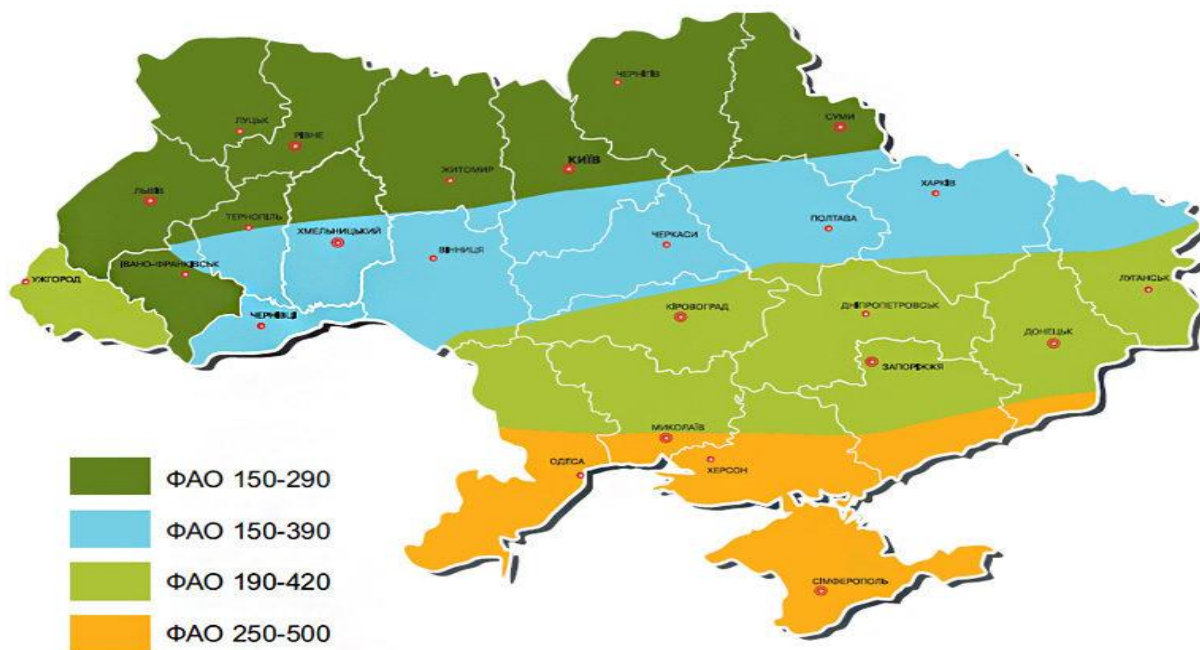 ЧЕРНІГІВ
ЛУЦЬК
РІВНЕ
СУМИ
КИЇВ
ЖИТОМИР
ЛЬВІВ
ХАРКІВ
ТЕРНОПІЛЬ
ХМЕЛЬНИЦЬКИЙ
ПОЛТАВА
ЧЕРКАСИ
ВІННИЦЯ
ІВАНО-ФРАНКІВСЬК
УЖГОРОД
ЛУГАНСЬК
КІРОВОГРАД
ДНІПРОПЕТРОВСЬК
ЧЕРНІВЦІ
ДОНЕЦЬК
ЗАПОРІЖЖЯ
МИКОЛАЇВ
ОДЕСА
ХЕРСОН
СІМФЕРОПОЛЬ
ФАО 150-290
ФАО 150-390
ФАО 190-420
ФАО 250-500